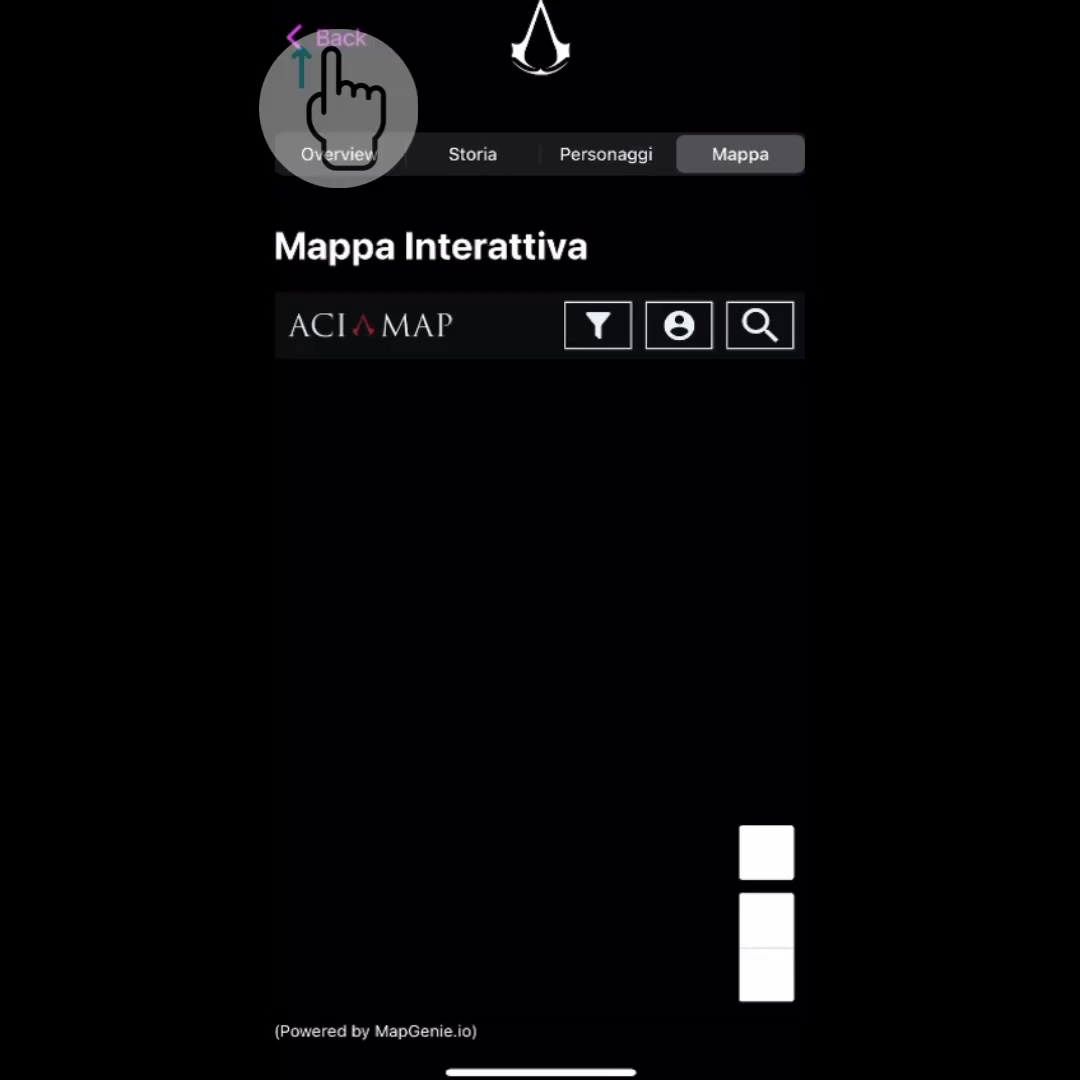 Back
Overview Storia Personaggi Mappa
Mappa Interattiva
ACI MAP
(Powered by MapGenie.io)